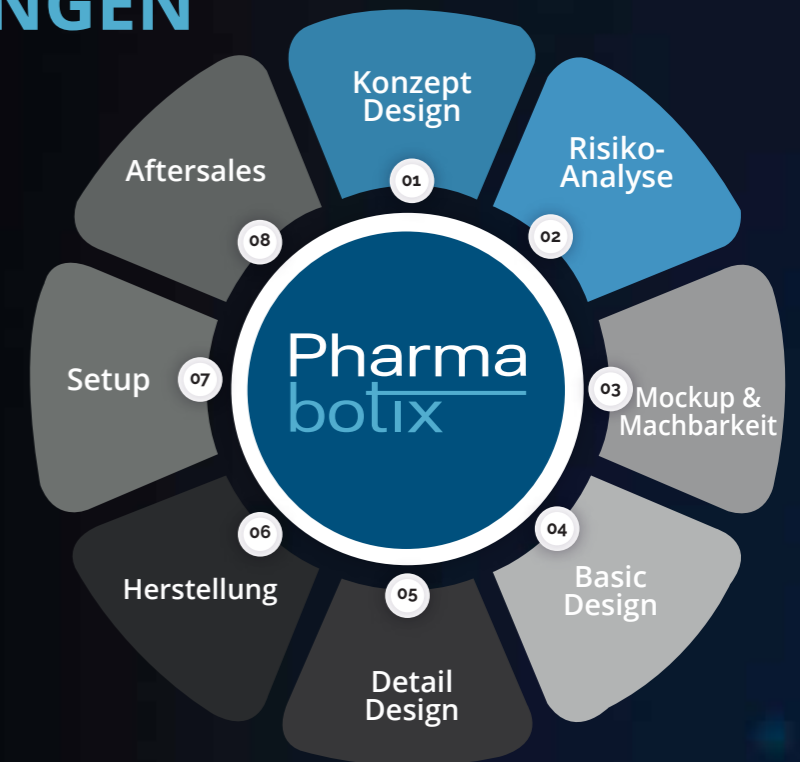 NGEN
Konzept
Design
01
Risiko-
Analyse
02
03
Mockup &
Machbarkeit
04
Basic
Design
05
Detail
Design
06
Herstellung
07
Setup
08
Aftersales
Pharma
botix